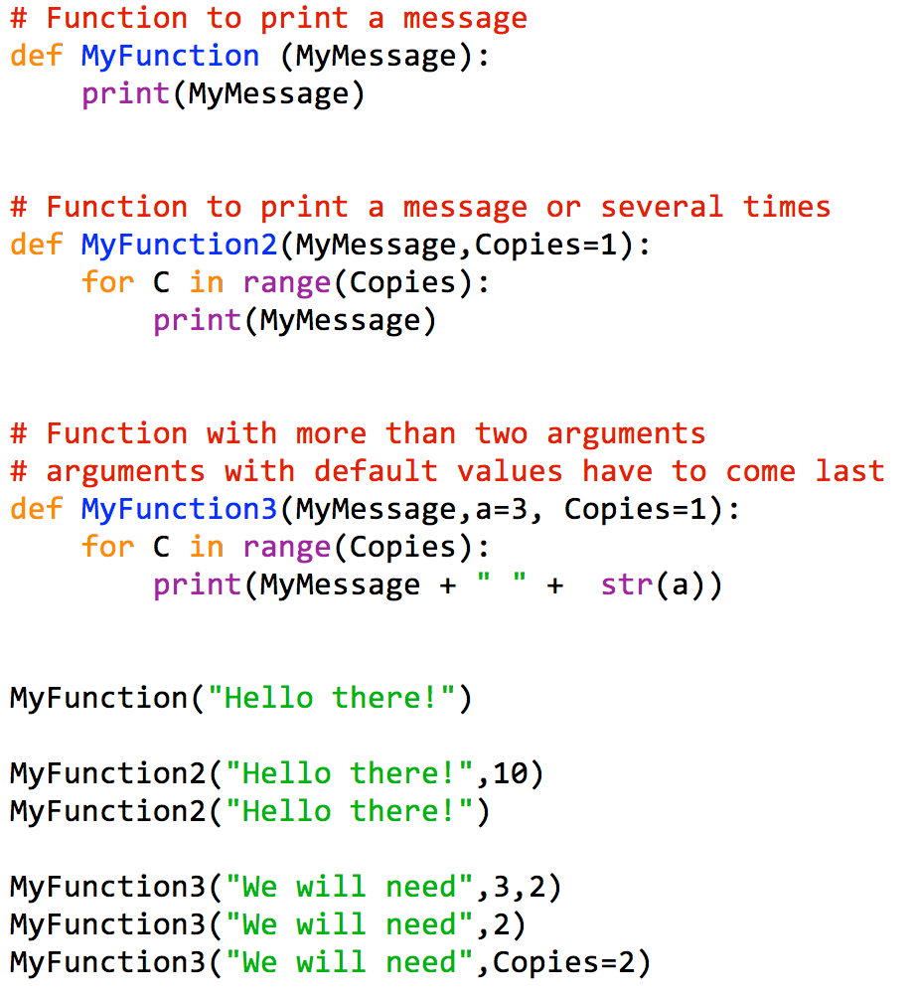 # Function to print a message
def MyFunction (MyMessage):
    print(MyMessage)
# Function to print a message or several times
def MyFunction2(MyMessage,Copies=1):
    for C in range(Copies):
        print(MyMessage)
# Function with more than two arguments
# arguments with default values have to come last
def MyFunction3(MyMessage,a=3, Copies=1):
    for C in range(Copies):
        print(MyMessage + " " +  str(a))
MyFunction("Hello there!")
MyFunction2("Hello there!",10)
MyFunction2("Hello there!")
MyFunction3("We will need",3,2)
MyFunction3("We will need",2)
MyFunction3("We will need",Copies=2)